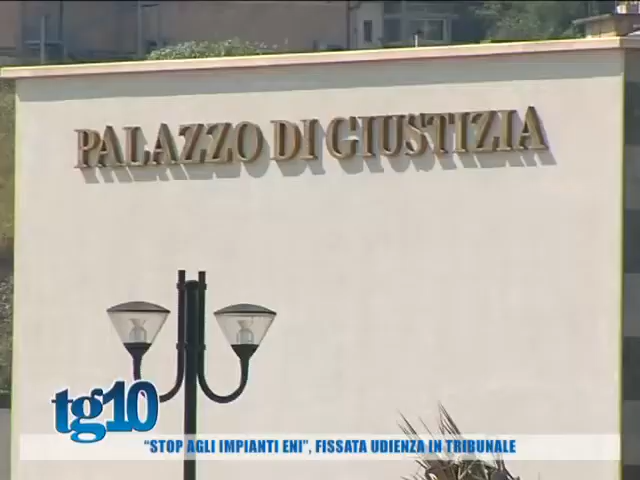 PALAZZO DI GIUSTIZIA
tg10
“STOP AGLI IMPIANTI ENI”, FISSATA UDIENZA IN TRIBUNALE